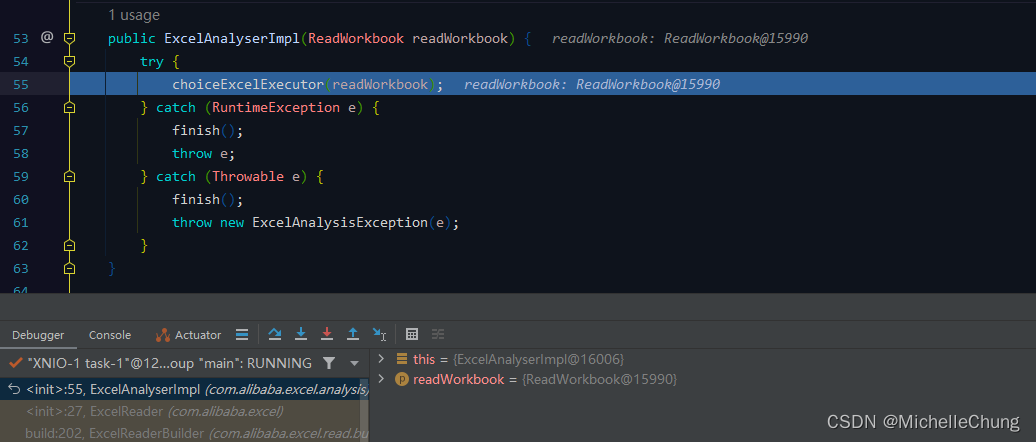 1 usage
53 @ public ExcelAnalyserImpl(ReadWorkbook readWorkbook) { readWorkbook: ReadWorkbook@15990
54 try {
55 choiceExcelExecutor(readWorkbook); readWorkbook: ReadWorkbook@15990
56 } catch (RuntimeException e) {
57 finish();
58 throw e;
59 } catch (Throwable e) {
60 finish();
61 throw new ExcelAnalysisException(e);
62 }
63 }
64
Debugger Console Actuator
"XNIO-1 task-1"@12...oup "main": RUNNING
this = {ExcelAnalyserImpl@16006}
<init>:55, ExcelAnalyserImpl (com.alibaba.excel.analysis)
readWorkbook = {ReadWorkbook@15990}
<init>:27, ExcelReader (com.alibaba.excel)
build:202, ExcelReaderBuilder (com.alibaba.excel.read.bu
CSDN @MichelleChung